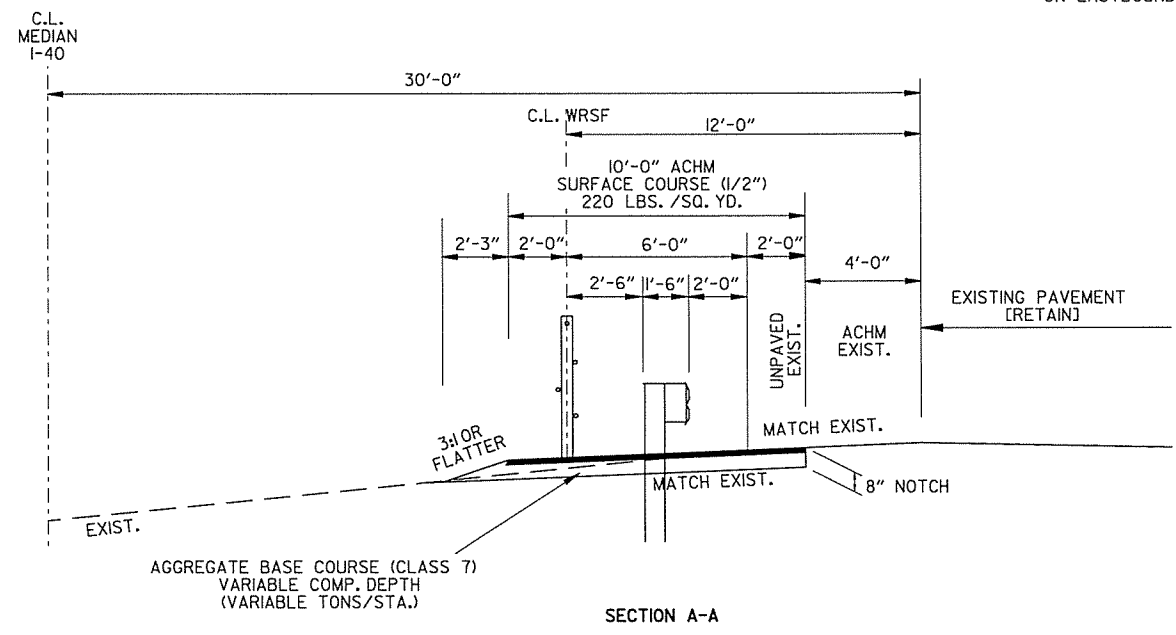 C.L.
MEDIAN
I-40
30'-0"
C.L. WRSF
12'-0"
10'-0" ACHM
SURFACE COURSE (1/2")
220 LBS. /SQ. YD.
2'-3"
2'-0"
6'-0"
2'-0"
4'-0"
2'-6"
1'-6"
2'-0"
EXISTING PAVEMENT
[RETAIN]
UNPAVED
EXIST.
ACHM
EXIST.
3:1 OR
FLATTER
MATCH EXIST.
MATCH EXIST.
8" NOTCH
EXIST.
AGGREGATE BASE COURSE (CLASS 7)
VARIABLE COMP. DEPTH
(VARIABLE TONS/STA.)
SECTION A-A